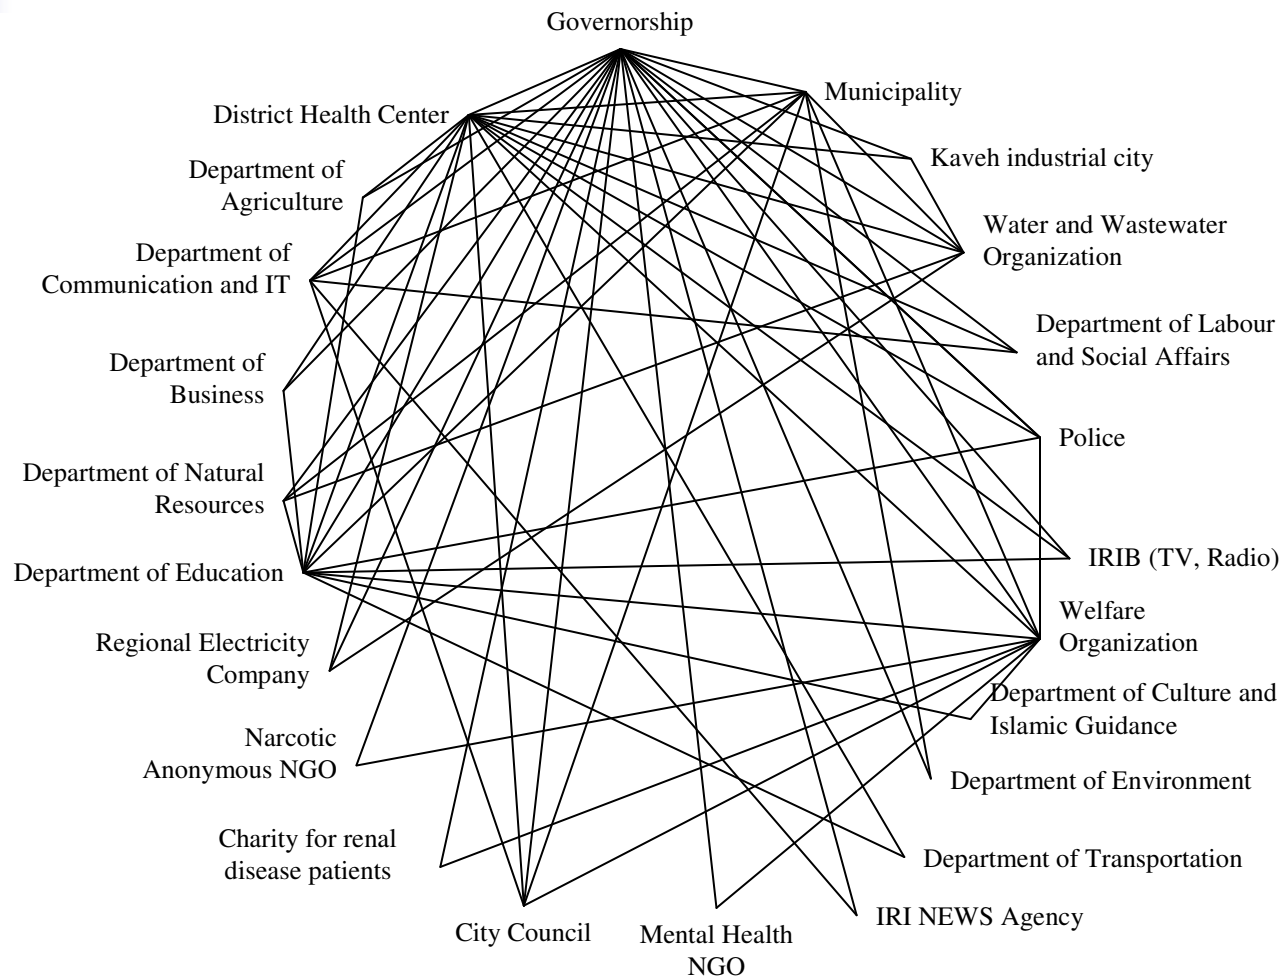 Governorship
Municipality
District Health Center
Kaveh industrial city
Department of
Agriculture
Water and Wastewater
Organization
Department of
Communication and IT
Department of Labour
and Social Affairs
Department of
Business
Police
Department of Natural
Resources
IRIB (TV, Radio)
Department of Education
Welfare
Organization
Regional Electricity
Company
Department of Culture and
Islamic Guidance
Narcotic
Anonymous NGO
Department of Environment
Charity for renal
disease patients
Department of Transportation
IRI NEWS Agency
City Council
Mental Health
NGO